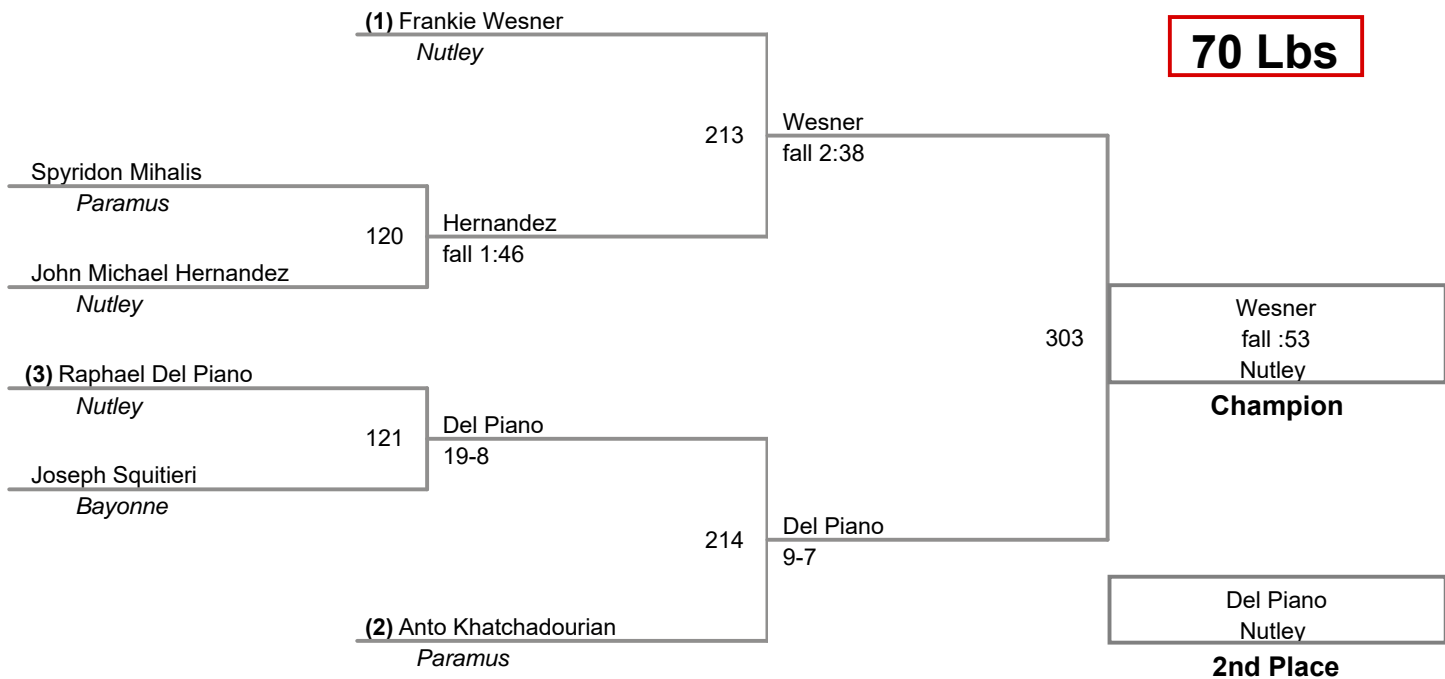 (1) Frankie Wesner
Nutley
70 Lbs
213
Wesner
fall 2:38
Spyridon Mihalis
Paramus
120
Hernandez
fall 1:46
John Michael Hernandez
Nutley
303
Wesner
fall :53
Nutley
Champion
(3) Raphael Del Piano
Nutley
121
Del Piano
19-8
Joseph Squitieri
Bayonne
214
Del Piano
9-7
(2) Anto Khatchadourian
Paramus
Del Piano
Nutley
2nd Place